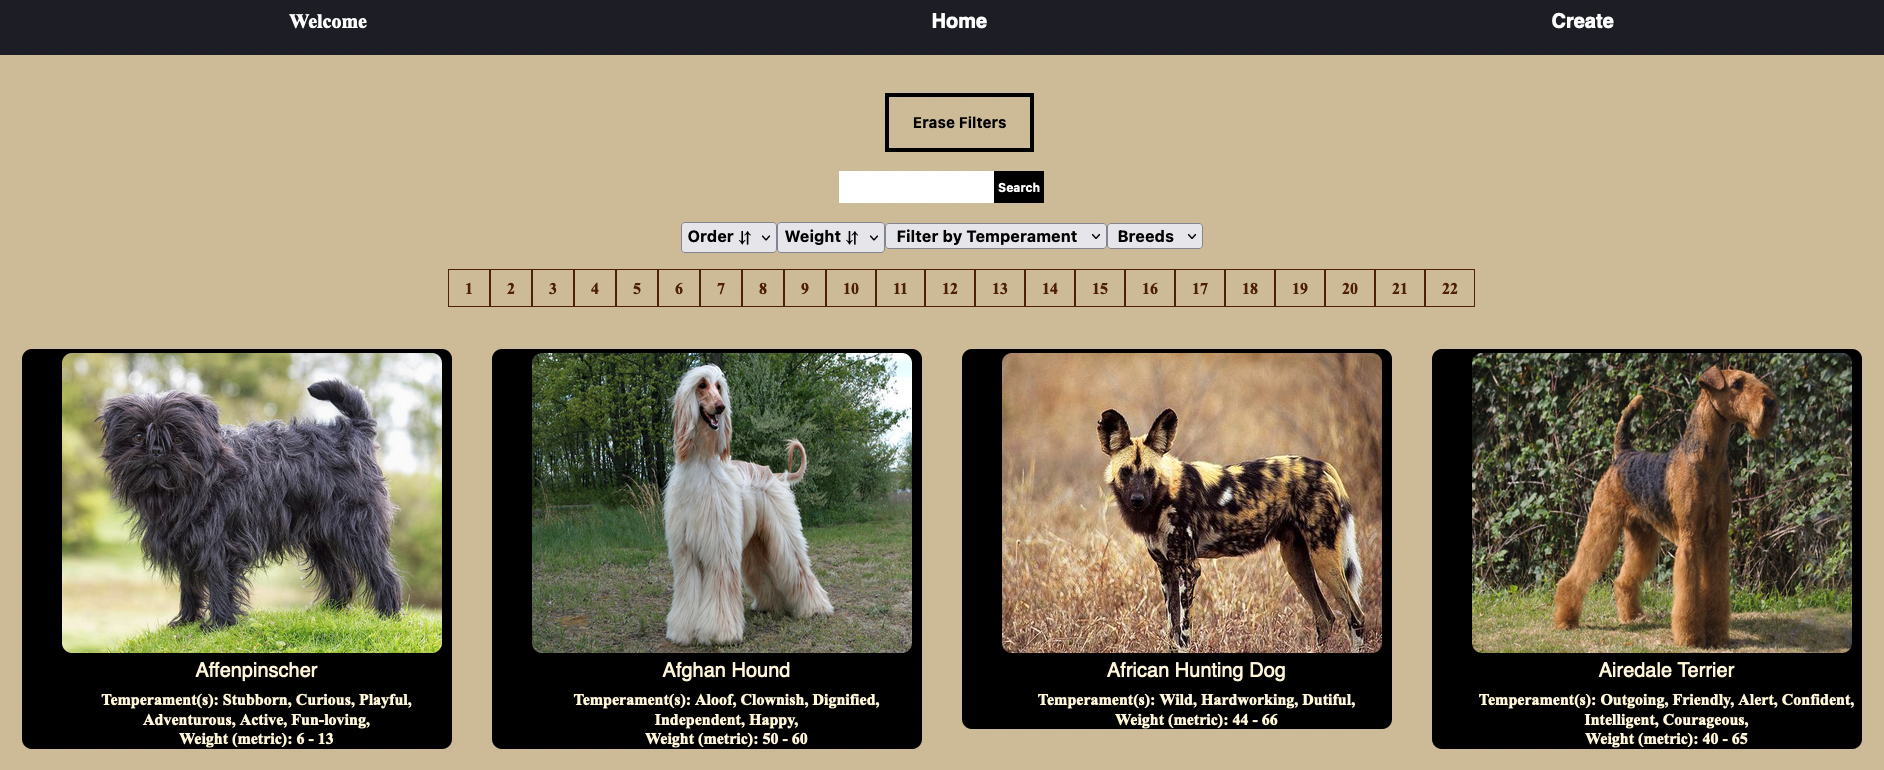 Welcome
Home
Create
Erase Filters
Search
Order ⇵
Weight ⇵
Filter by Temperament
Breeds
1 2 3 4 5 6 7 8 9 10 11 12 13 14 15 16 17 18 19 20 21 22
Affenpinscher
Temperament(s): Stubborn, Curious, Playful,
Adventurous, Active, Fun-loving,
Weight (metric): 6 - 13
Afghan Hound
Temperament(s): Aloof, Clownish, Dignified,
Independent, Happy,
Weight (metric): 50 - 60
African Hunting Dog
Temperament(s): Wild, Hardworking, Dutiful,
Weight (metric): 44 - 66
Airedale Terrier
Temperament(s): Outgoing, Friendly, Alert, Confident,
Intelligent, Courageous,
Weight (metric): 40 - 65